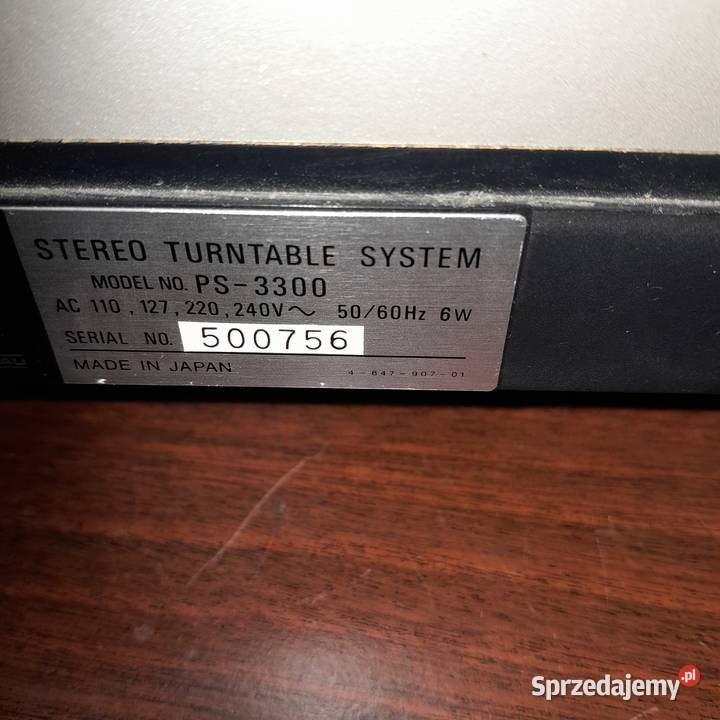 STEREO TURNTABLE SYSTEM
MODEL NO. PS-3300
AC 110, 127, 220, 240V～ 50/60Hz 6W
SERIAL NO. 500756
MADE IN JAPAN 4-847-907-01
Sprzedajemy.pl